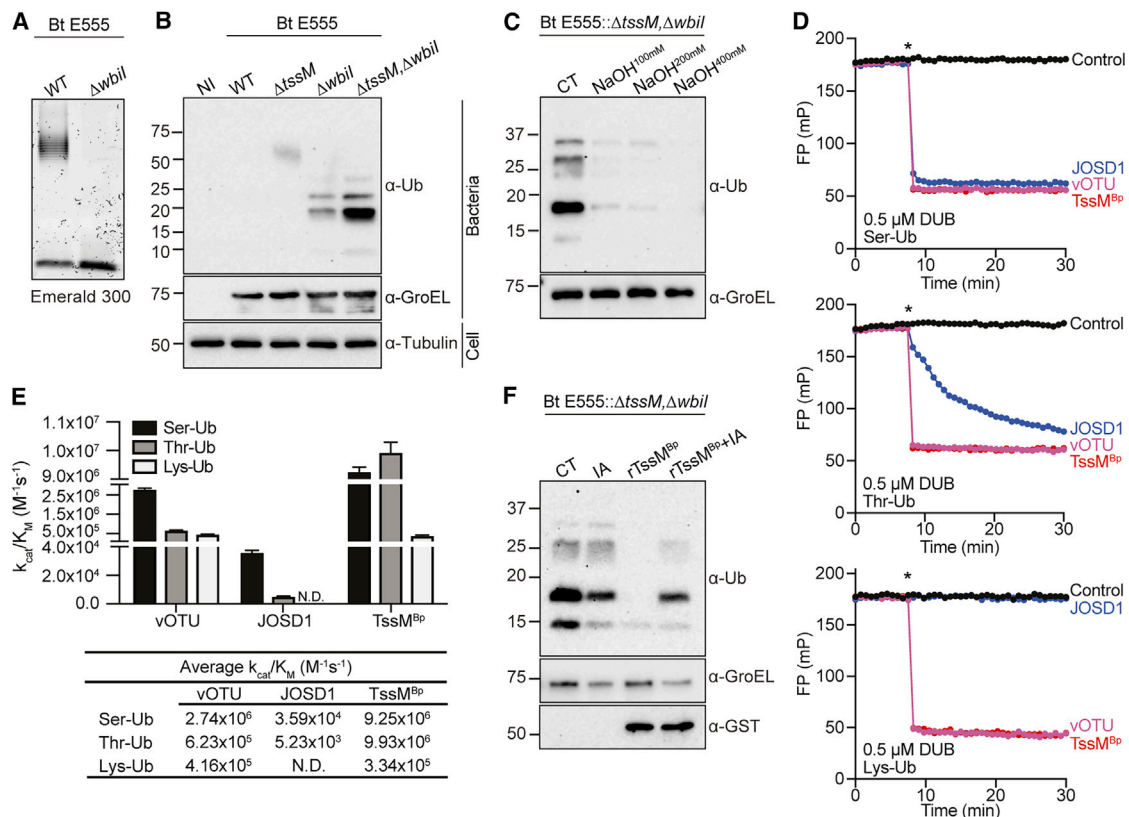 A
Bt E555
WT
Δwbil
Emerald 300
B
Bt E555
NI
WT
ΔtssM
Δwbil
ΔtssM,Δwbil
75
50
25
20
15
10
α-Ub
75
α-GroEL
50
α-Tubulin
Bacteria
Cell
C
Bt E555::ΔtssM,Δwbil
CT
NaOH100mM
NaOH200mM
NaOH400mM
37
25
20
15
α-Ub
75
α-GroEL
D
200
150
100
50
0
FP (mP)
*
Control
JOSD1
vOTU
TssMBp
0.5 µM DUB
Ser-Ub
0 10 20 30
Time (min)
200
150
100
50
0
FP (mP)
*
Control
JOSD1
vOTU
TssMBp
0.5 µM DUB
Thr-Ub
0 10 20 30
Time (min)
200
150
100
50
0
FP (mP)
*
Control
JOSD1
vOTU
TssMBp
0.5 µM DUB
Lys-Ub
0 10 20 30
Time (min)
E
kcat/KM (M-1s-1)
1.1x10⁷
1.0x10⁷
9.0x10⁶
2.5x10⁶
5.0x10⁵
4.0x10⁴
2.0x10⁴
0.0
Ser-Ub
Thr-Ub
Lys-Ub
N.D.
vOTU JOSD1 TssMBp
Average kcat/KM (M-1s-1)
vOTU JOSD1 TssMBp
Ser-Ub 2.74x10⁶ 3.59x10⁴ 9.25x10⁶
Thr-Ub 6.23x10⁵ 5.23x10³ 9.93x10⁶
Lys-Ub 4.16x10⁵ N.D. 3.34x10⁵
F
Bt E555::ΔtssM,Δwbil
CT
IA
rTssMBp
rTssMBp+IA
37
25
20
15
α-Ub
75
α-GroEL
50
α-GST